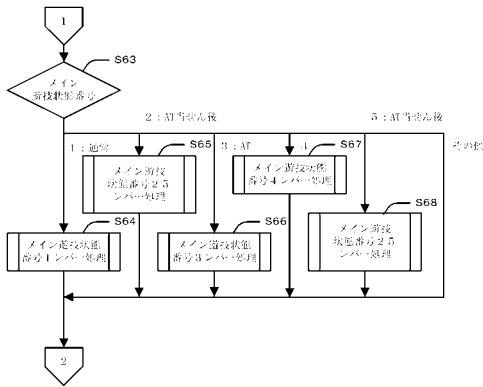 1
S63
メイン
遊技状態番号
2：AT当せん後
5：AT当せん後
1：通常
S65
3：AT
4
S67
その他
メイン遊技
状態番号25
ンバー処理
メイン遊技状態
番号4ンバー処理
S64
S66
S68
メイン遊技状態
番号1ンバー処理
メイン遊技状態
番号3ンバー処理
メイン遊技
状態番号25
ンバー処理
2